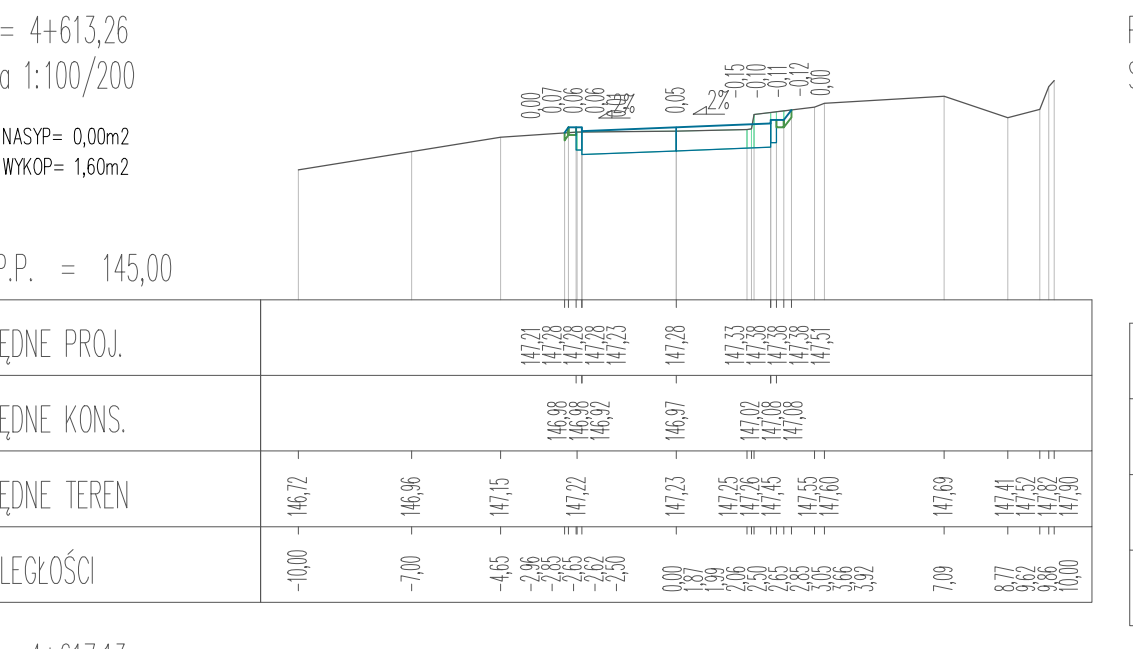 = 4+613,26
a 1:100/200
NASYP= 0,00m2
WYKOP= 1,60m2
0,00 0,07 0,06 0,06 2% 0,05 2% -0,15 -0,10 -0,11 -0,12 0,00
P.P. = 145,00
ĘDNE PROJ. 147,21 147,28 147,28 147,28 147,23 147,28 147,33 147,38 147,38 147,38 147,51
ĘDNE KONS. 146,98 146,98 146,92 146,97 147,02 147,08 147,08
ĘDNE TEREN 146,72 146,96 147,15 147,22 147,23 147,25 147,26 147,45 147,55 147,60 147,69 147,41 147,52 147,82 147,90
LEGŁOŚCI -10,00 -7,00 -4,65 -2,96 -2,85 -2,65 -2,62 -2,50 0,00 1,87 1,99 2,06 2,50 2,65 2,85 3,05 3,66 3,92 7,09 8,77 9,62 9,86 10,00